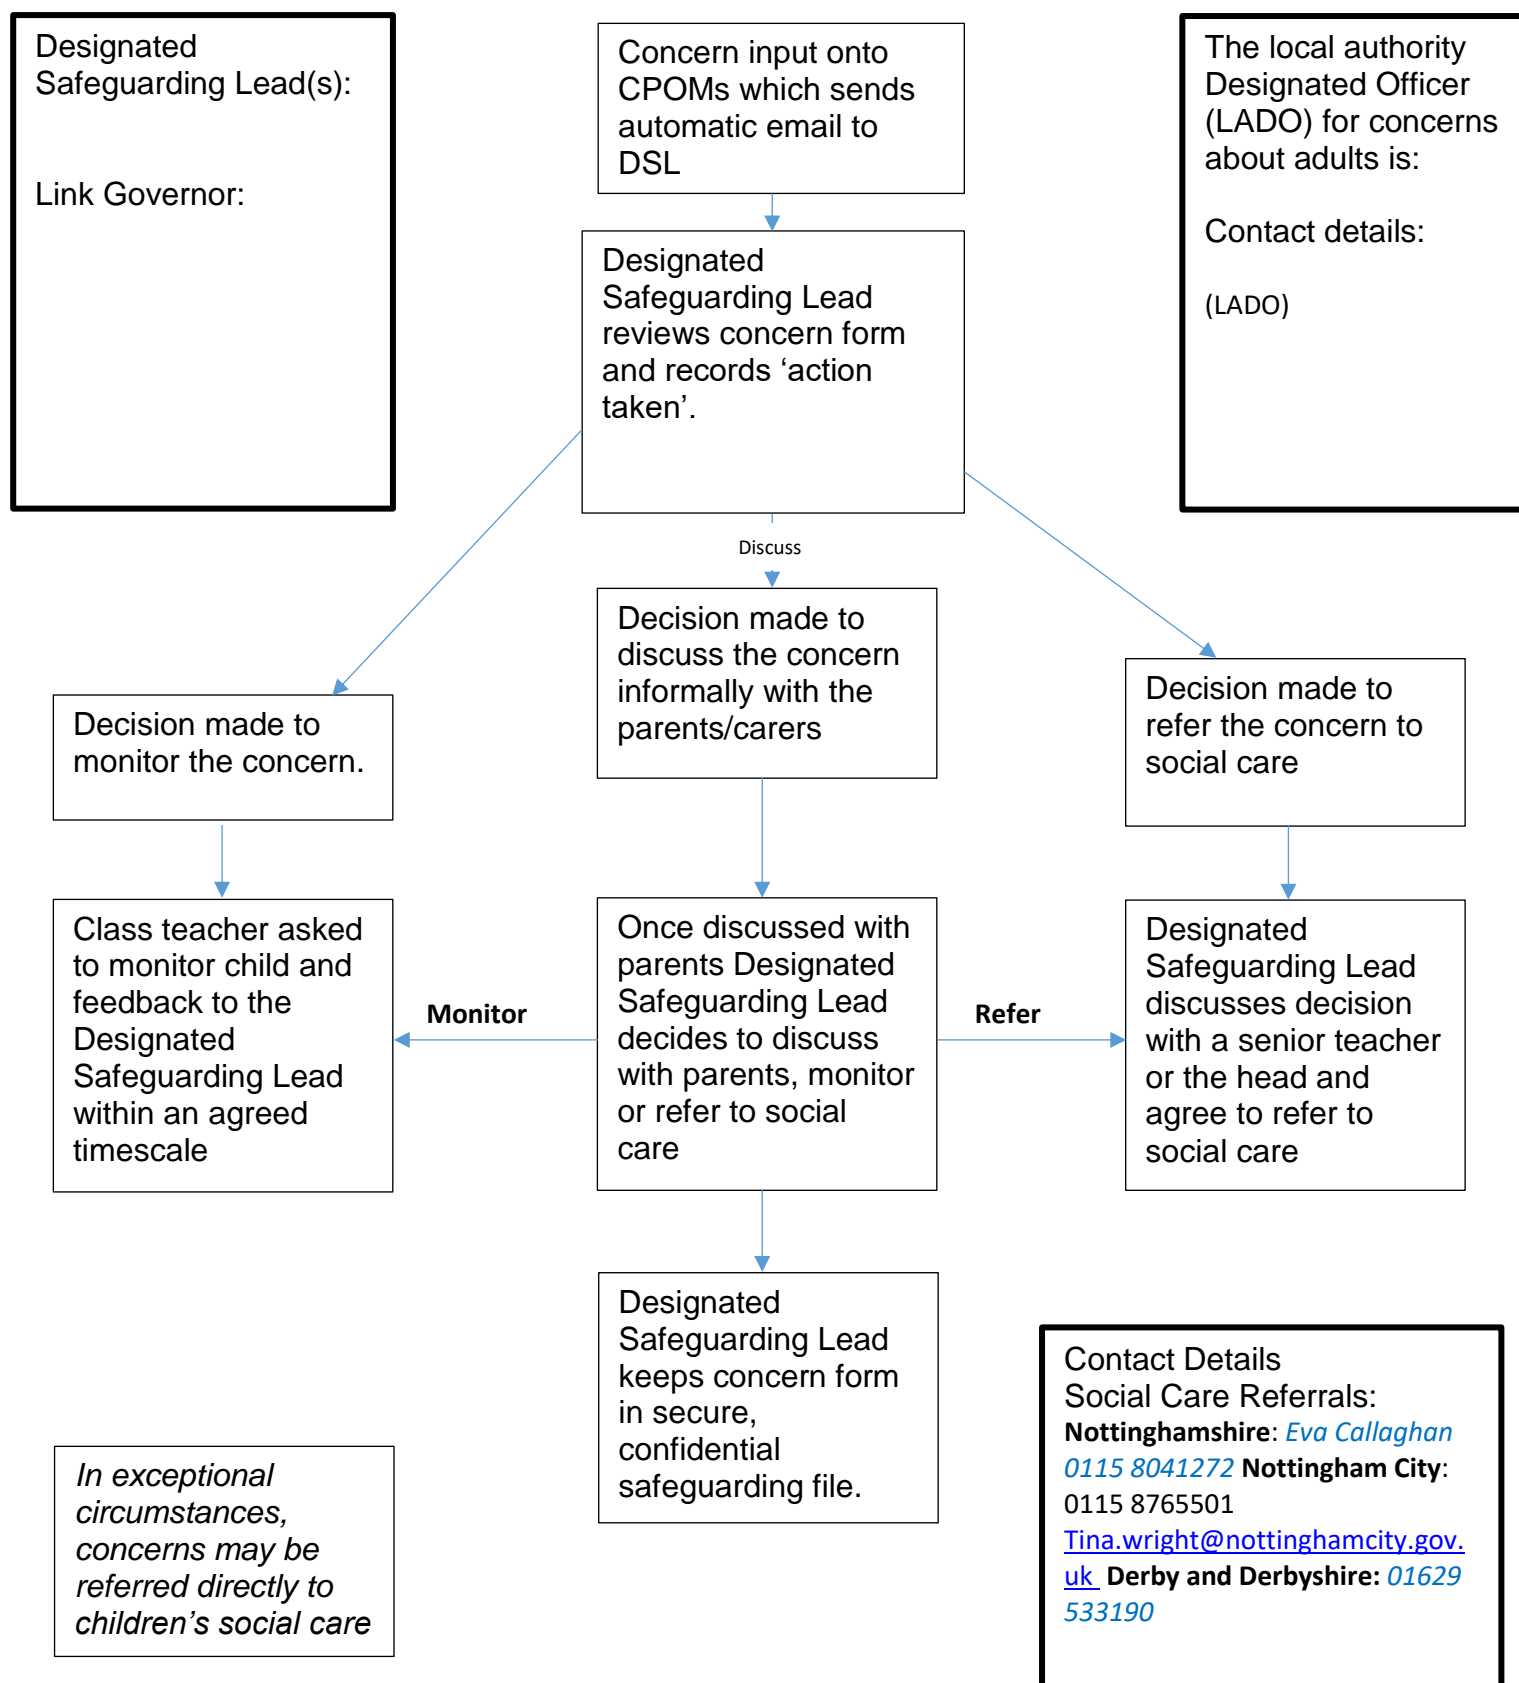 Designated
Safeguarding Lead(s):
Link Governor:
Concern input onto
CPOMs which sends
automatic email to
DSL
The local authority
Designated Officer
(LADO) for concerns
about adults is:
Contact details:
(LADO)
Designated
Safeguarding Lead
reviews concern form
and records ‘action
taken’.
Discuss
Decision made to
monitor the concern.
Decision made to
discuss the concern
informally with the
parents/carers
Decision made to
refer the concern to
social care
Class teacher asked
to monitor child and
feedback to the
Designated
Safeguarding Lead
within an agreed
timescale
Monitor
Once discussed with
parents Designated
Safeguarding Lead
decides to discuss
with parents, monitor
or refer to social
care
Refer
Designated
Safeguarding Lead
discusses decision
with a senior teacher
or the head and
agree to refer to
social care
Designated
Safeguarding Lead
keeps concern form
in secure,
confidential
safeguarding file.
In exceptional
circumstances,
concerns may be
referred directly to
children’s social care
Contact Details
Social Care Referrals:
Nottinghamshire: Eva Callaghan
0115 8041272 Nottingham City:
0115 8765501
Tina.wright@nottinghamcity.gov.
uk Derby and Derbyshire: 01629
533190